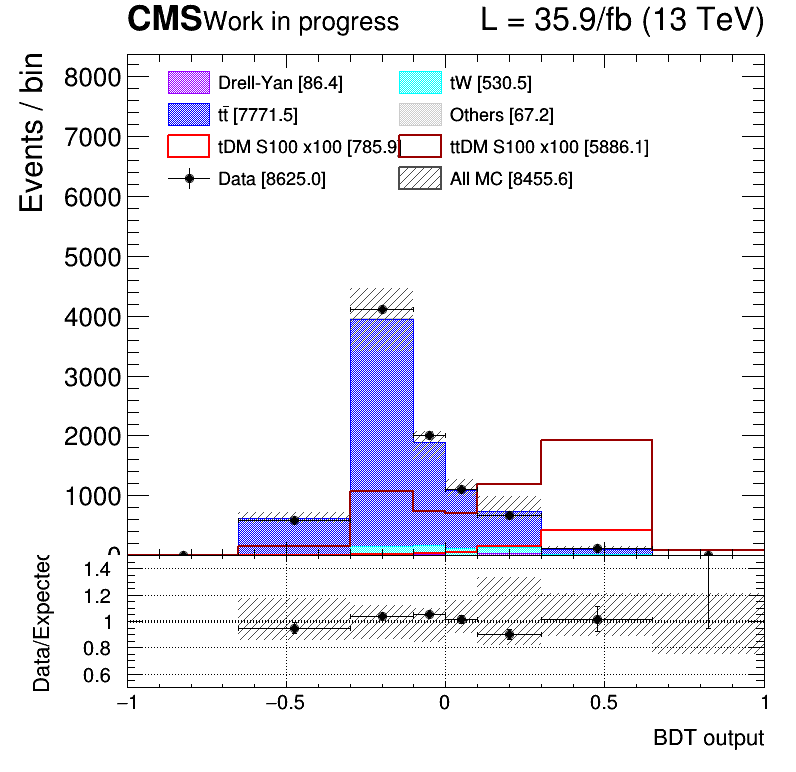 CMS Work in progress L = 35.9/fb (13 TeV)
Events / bin
8000
7000
6000
5000
4000
3000
2000
1000
0
Drell-Yan [86.4] tW [530.5]
tt̄ [7771.5] Others [67.2]
tDM S100 x100 [785.9] ttDM S100 x100 [5886.1]
Data [8625.0] All MC [8455.6]
Data/Expected
1.4
1.2
1
0.8
0.6
−1 −0.5 0 0.5 1
BDT output